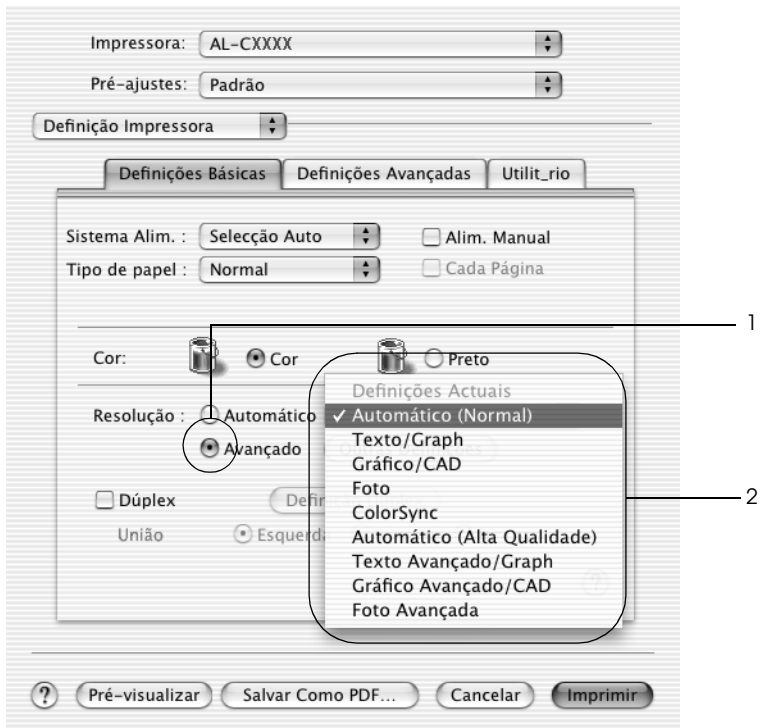 Impressora: AL-CXXXX
Pré-ajustes: Padrão
Definição Impressora
Definições Básicas Definições Avançadas Utilit_rio
Sistema Alim. : Selecção Auto Alim. Manual
Tipo de papel : Normal Cada Página
1
Cor: Cor Preto
Definições Actuais
Resolução : Automático ✓ Automático (Normal)
Avançado Texto/Graph
Gráfico/CAD
Foto
2
Dúplex ColorSync
União Esquerda Automático (Alta Qualidade)
Texto Avançado/Graph
Gráfico Avançado/CAD
?
Foto Avançada
? Pré-visualizar Salvar Como PDF... Cancelar Imprimir